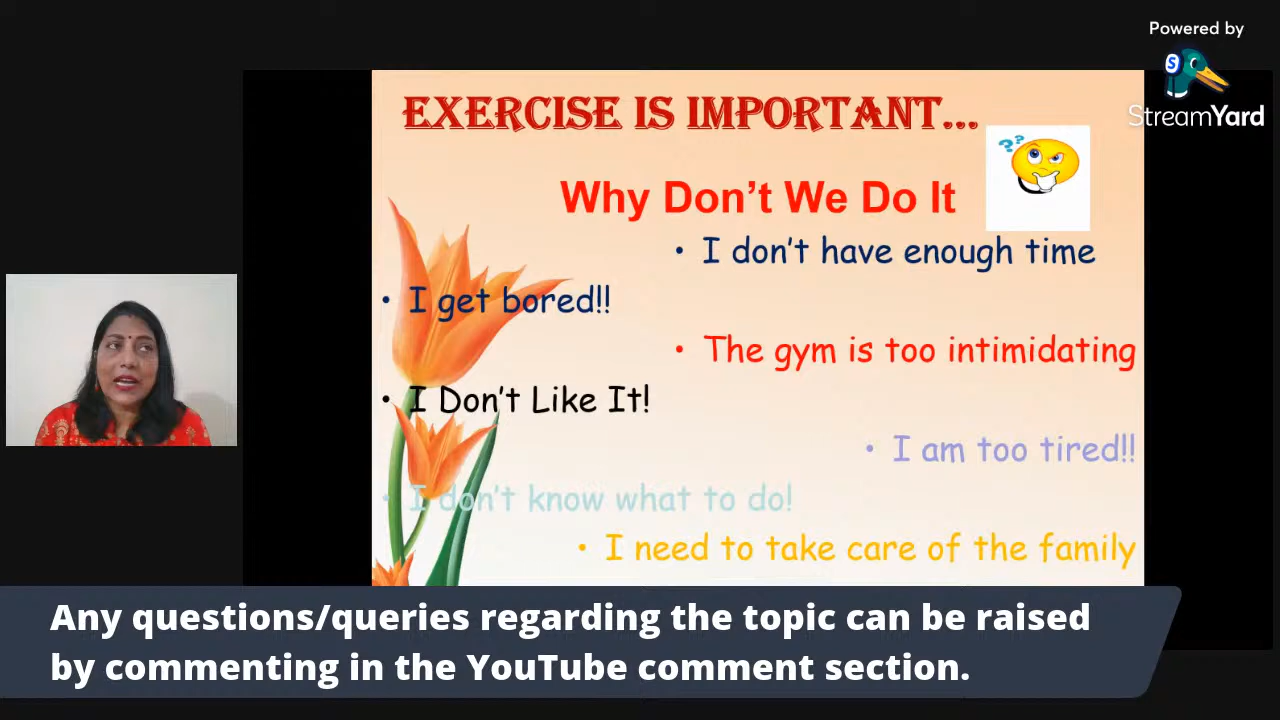 Powered by
StreamYard
EXERCISE IS IMPORTANT...
??
Why Don't We Do It
• I don't have enough time
• I get bored!!
• The gym is too intimidating
• I Don't Like It!
• I am too tired!!
• I don't know what to do!
• I need to take care of the family
Any questions/queries regarding the topic can be raised
by commenting in the YouTube comment section.